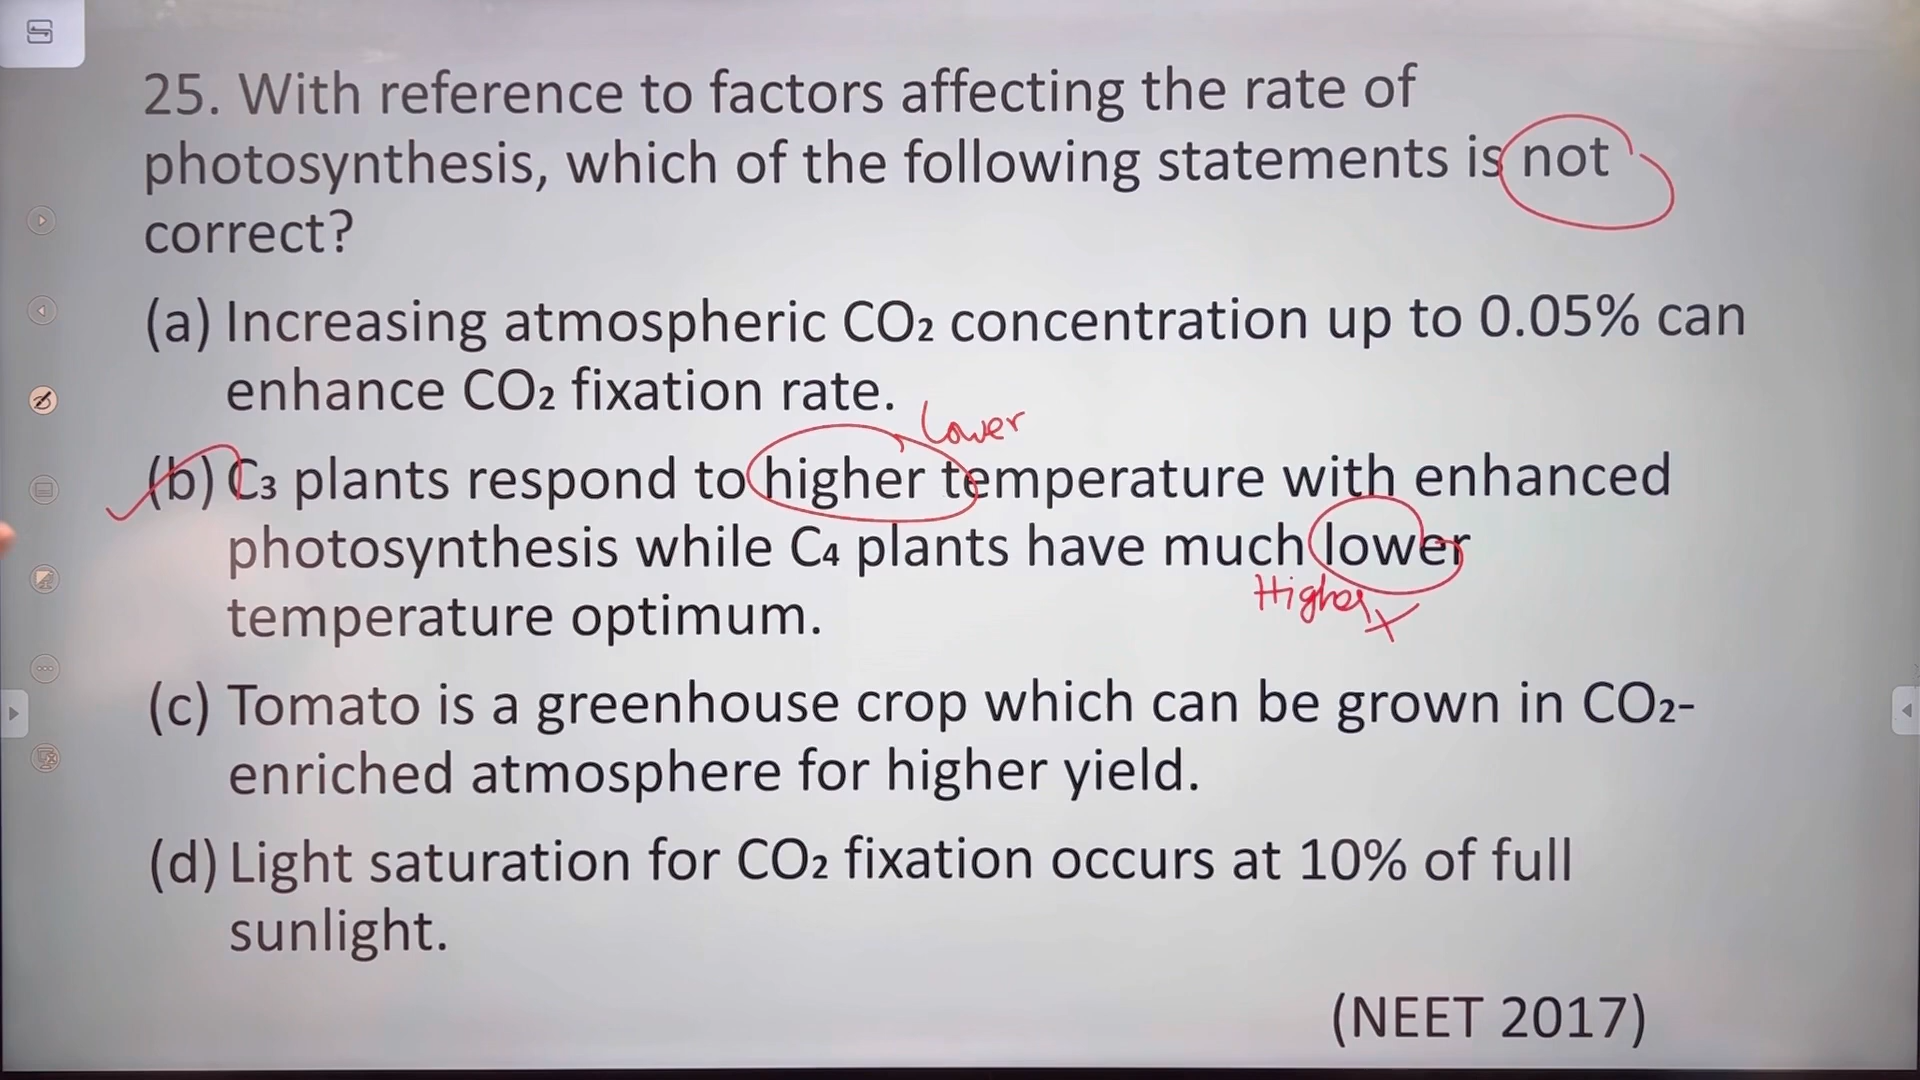 25. With reference to factors affecting the rate of
photosynthesis, which of the following statements is not
correct?
(a) Increasing atmospheric CO₂ concentration up to 0.05% can
enhance CO₂ fixation rate.
Lower
(b) C₃ plants respond to higher temperature with enhanced
photosynthesis while C₄ plants have much lower
Higher
temperature optimum.
(c) Tomato is a greenhouse crop which can be grown in CO₂-
enriched atmosphere for higher yield.
(d) Light saturation for CO₂ fixation occurs at 10% of full
sunlight.
(NEET 2017)